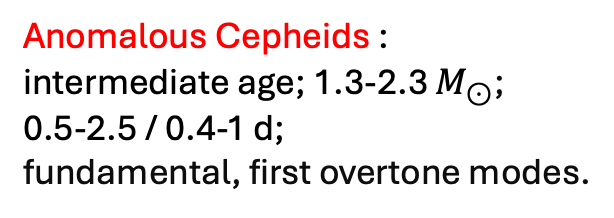 Anomalous Cepheids :
intermediate age; 1.3-2.3 M☉;
0.5-2.5 / 0.4-1 d;
fundamental, first overtone modes.